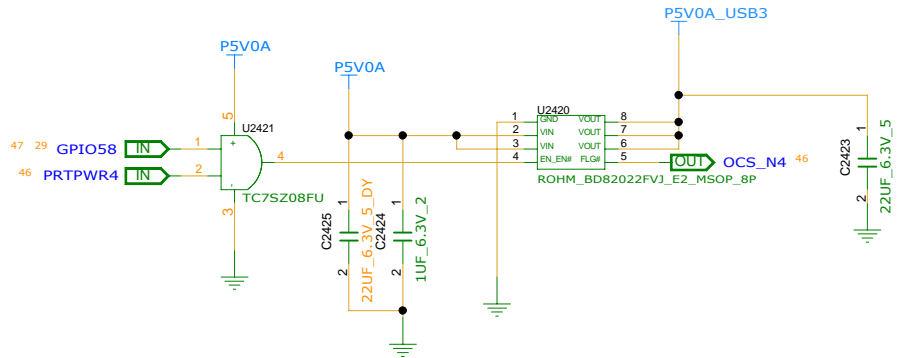 P5V0A_USB3
P5V0A
P5V0A
5
U2421
47 29 GPIO58 IN 1
+
4
46 PRTPWR4 IN 2
-
TC7SZ08FU
3
U2420
1 GND VOUT 8
2 VIN VOUT 7
3 VIN VOUT 6
4 EN_EN# FLG# 5
OUT OCS_N4 46
ROHM_BD82022FVJ_E2_MSOP_8P
1
C2425
2
22UF_6.3V_5_DY
1
C2424
2
1UF_6.3V_2
1
C2423
2
22UF_6.3V_5